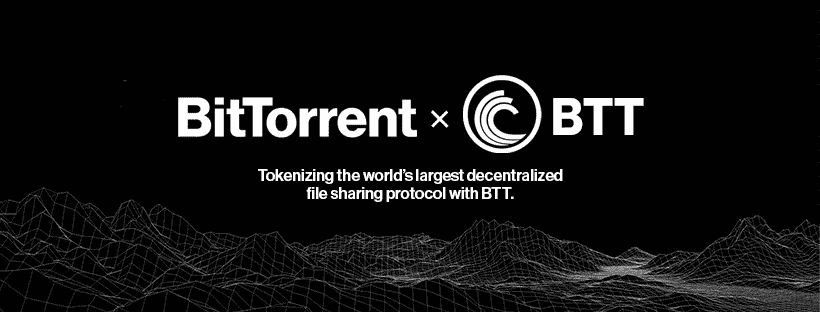 BitTorrent × BTT
Tokenizing the world's largest decentralized
file sharing protocol with BTT.